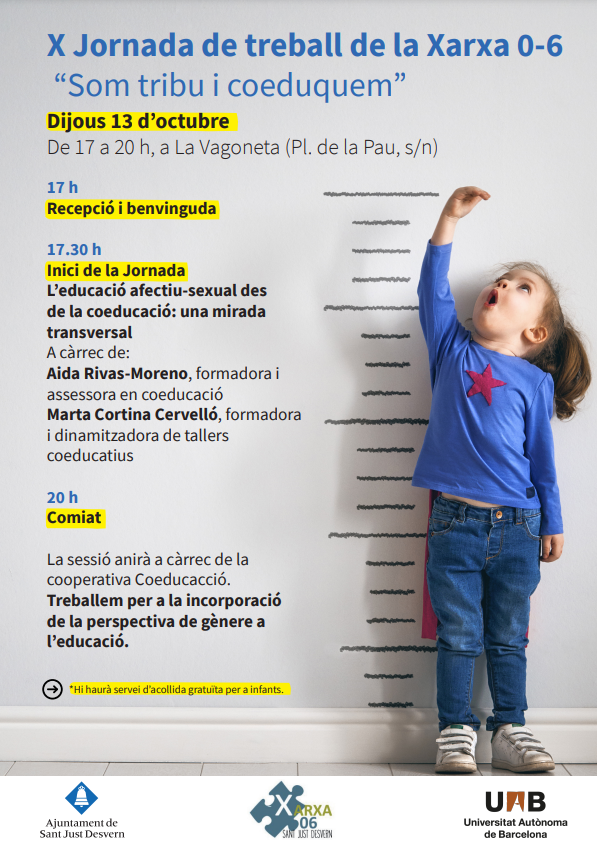 X Jornada de treball de la Xarxa 0-6
“Som tribu i coeduquem”
Dijous 13 d’octubre
De 17 a 20 h, a La Vagoneta (Pl. de la Pau, s/n)
17 h
Recepció i benvinguda
17.30 h
Inici de la Jornada
L’educació afectiu-sexual des
de la coeducació: una mirada
transversal
A càrrec de:
Aida Rivas-Moreno, formadora i
assessora en coeducació
Marta Cortina Cervelló, formadora
i dinamitzadora de tallers
coeducatius
20 h
Comiat
La sessió anirà a càrrec de la
cooperativa Coeducacció.
Treballem per a la incorporació
de la perspectiva de gènere a
l’educació.
*Hi haurà servei d’acollida gratuïta per a infants.
Ajuntament de
Sant Just Desvern
XARXA
06
SANT JUST DESVERN
UAB
Universitat Autònoma
de Barcelona